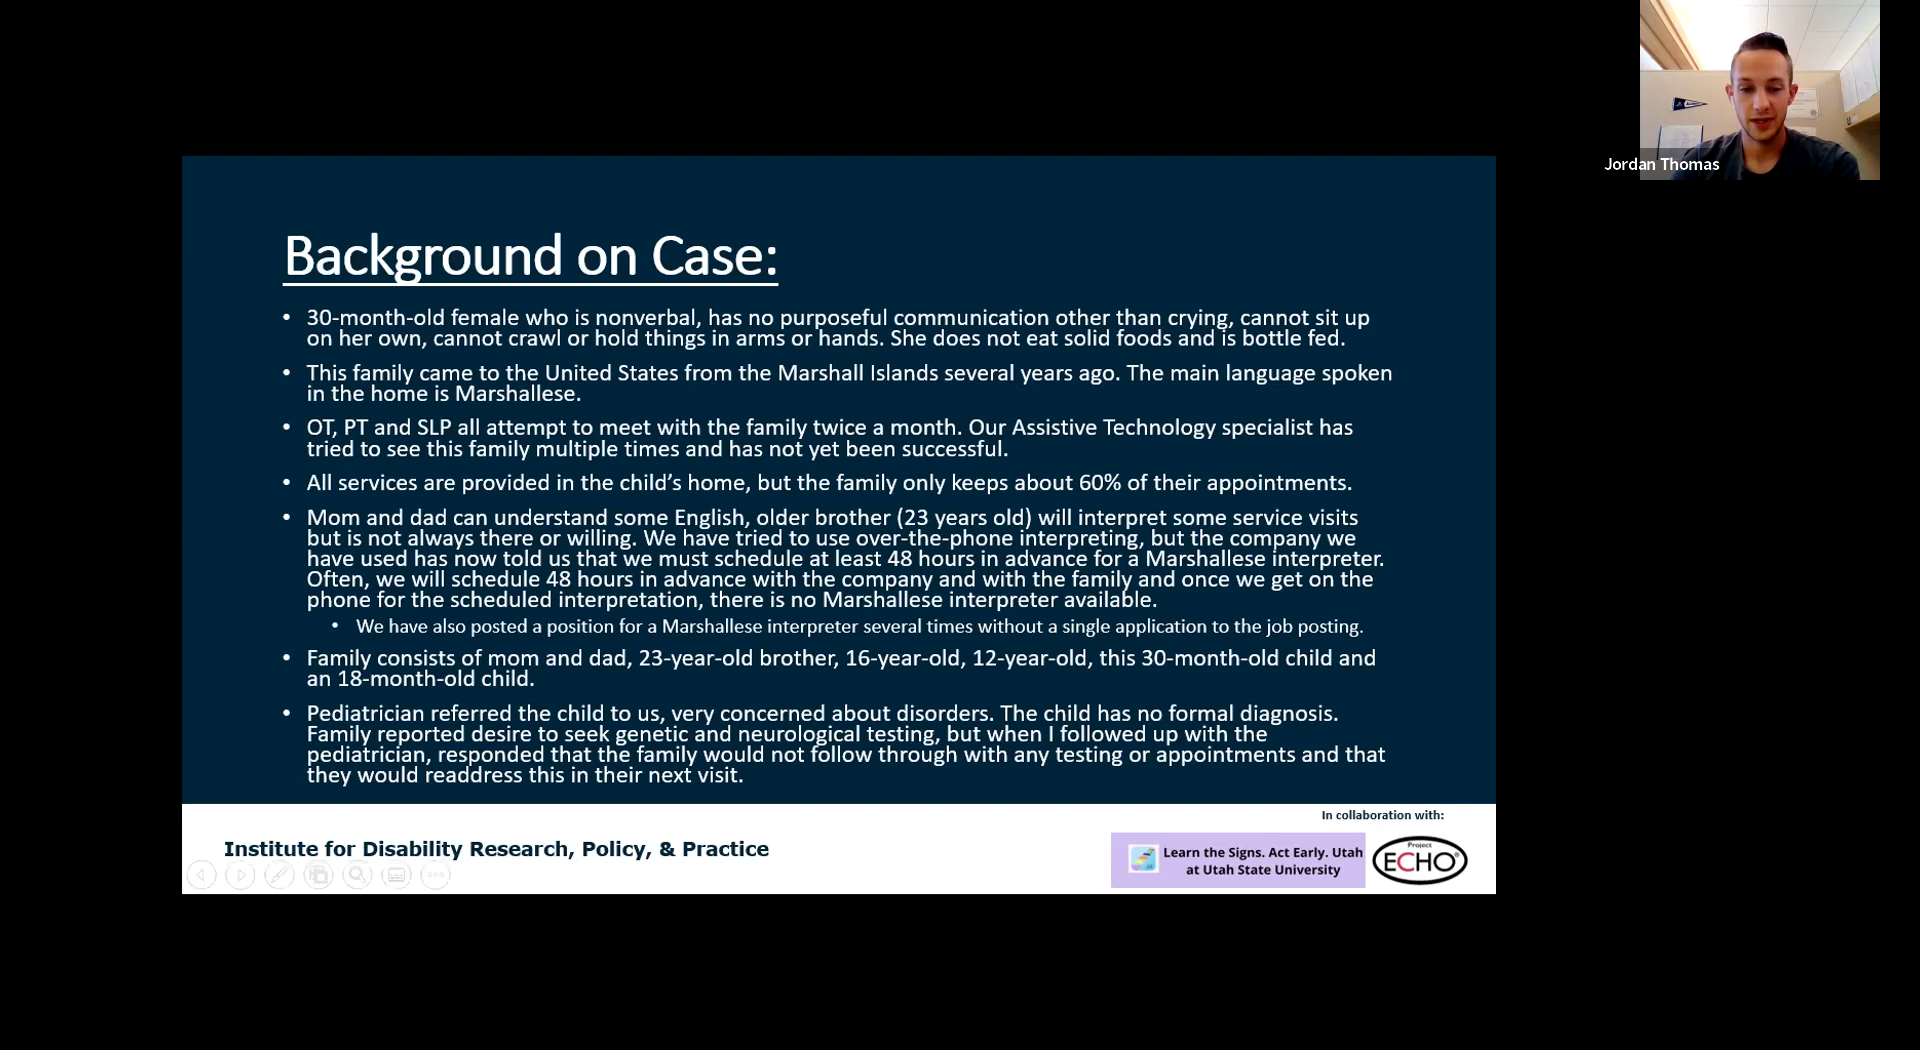 Jordan Thomas
Background on Case:
• 30-month-old female who is nonverbal, has no purposeful communication other than crying, cannot sit up
on her own, cannot crawl or hold things in arms or hands. She does not eat solid foods and is bottle fed.
• This family came to the United States from the Marshall Islands several years ago. The main language spoken
in the home is Marshallese.
• OT, PT and SLP all attempt to meet with the family twice a month. Our Assistive Technology specialist has
tried to see this family multiple times and has not yet been successful.
• All services are provided in the child’s home, but the family only keeps about 60% of their appointments.
• Mom and dad can understand some English, older brother (23 years old) will interpret some service visits
but is not always there or willing. We have tried to use over-the-phone interpreting, but the company we
have used has now told us that we must schedule at least 48 hours in advance for a Marshallese interpreter.
Often, we will schedule 48 hours in advance with the company and with the family and once we get on the
phone for the scheduled interpretation, there is no Marshallese interpreter available.
• We have also posted a position for a Marshallese interpreter several times without a single application to the job posting.
• Family consists of mom and dad, 23-year-old brother, 16-year-old, 12-year-old, this 30-month-old child and
an 18-month-old child.
• Pediatrician referred the child to us, very concerned about disorders. The child has no formal diagnosis.
Family reported desire to seek genetic and neurological testing, but when I followed up with the
pediatrician, responded that the family would not follow through with any testing or appointments and that
they would readdress this in their next visit.
In collaboration with:
Institute for Disability Research, Policy, & Practice
Learn the Signs. Act Early. Utah
at Utah State University
Project
ECHO®